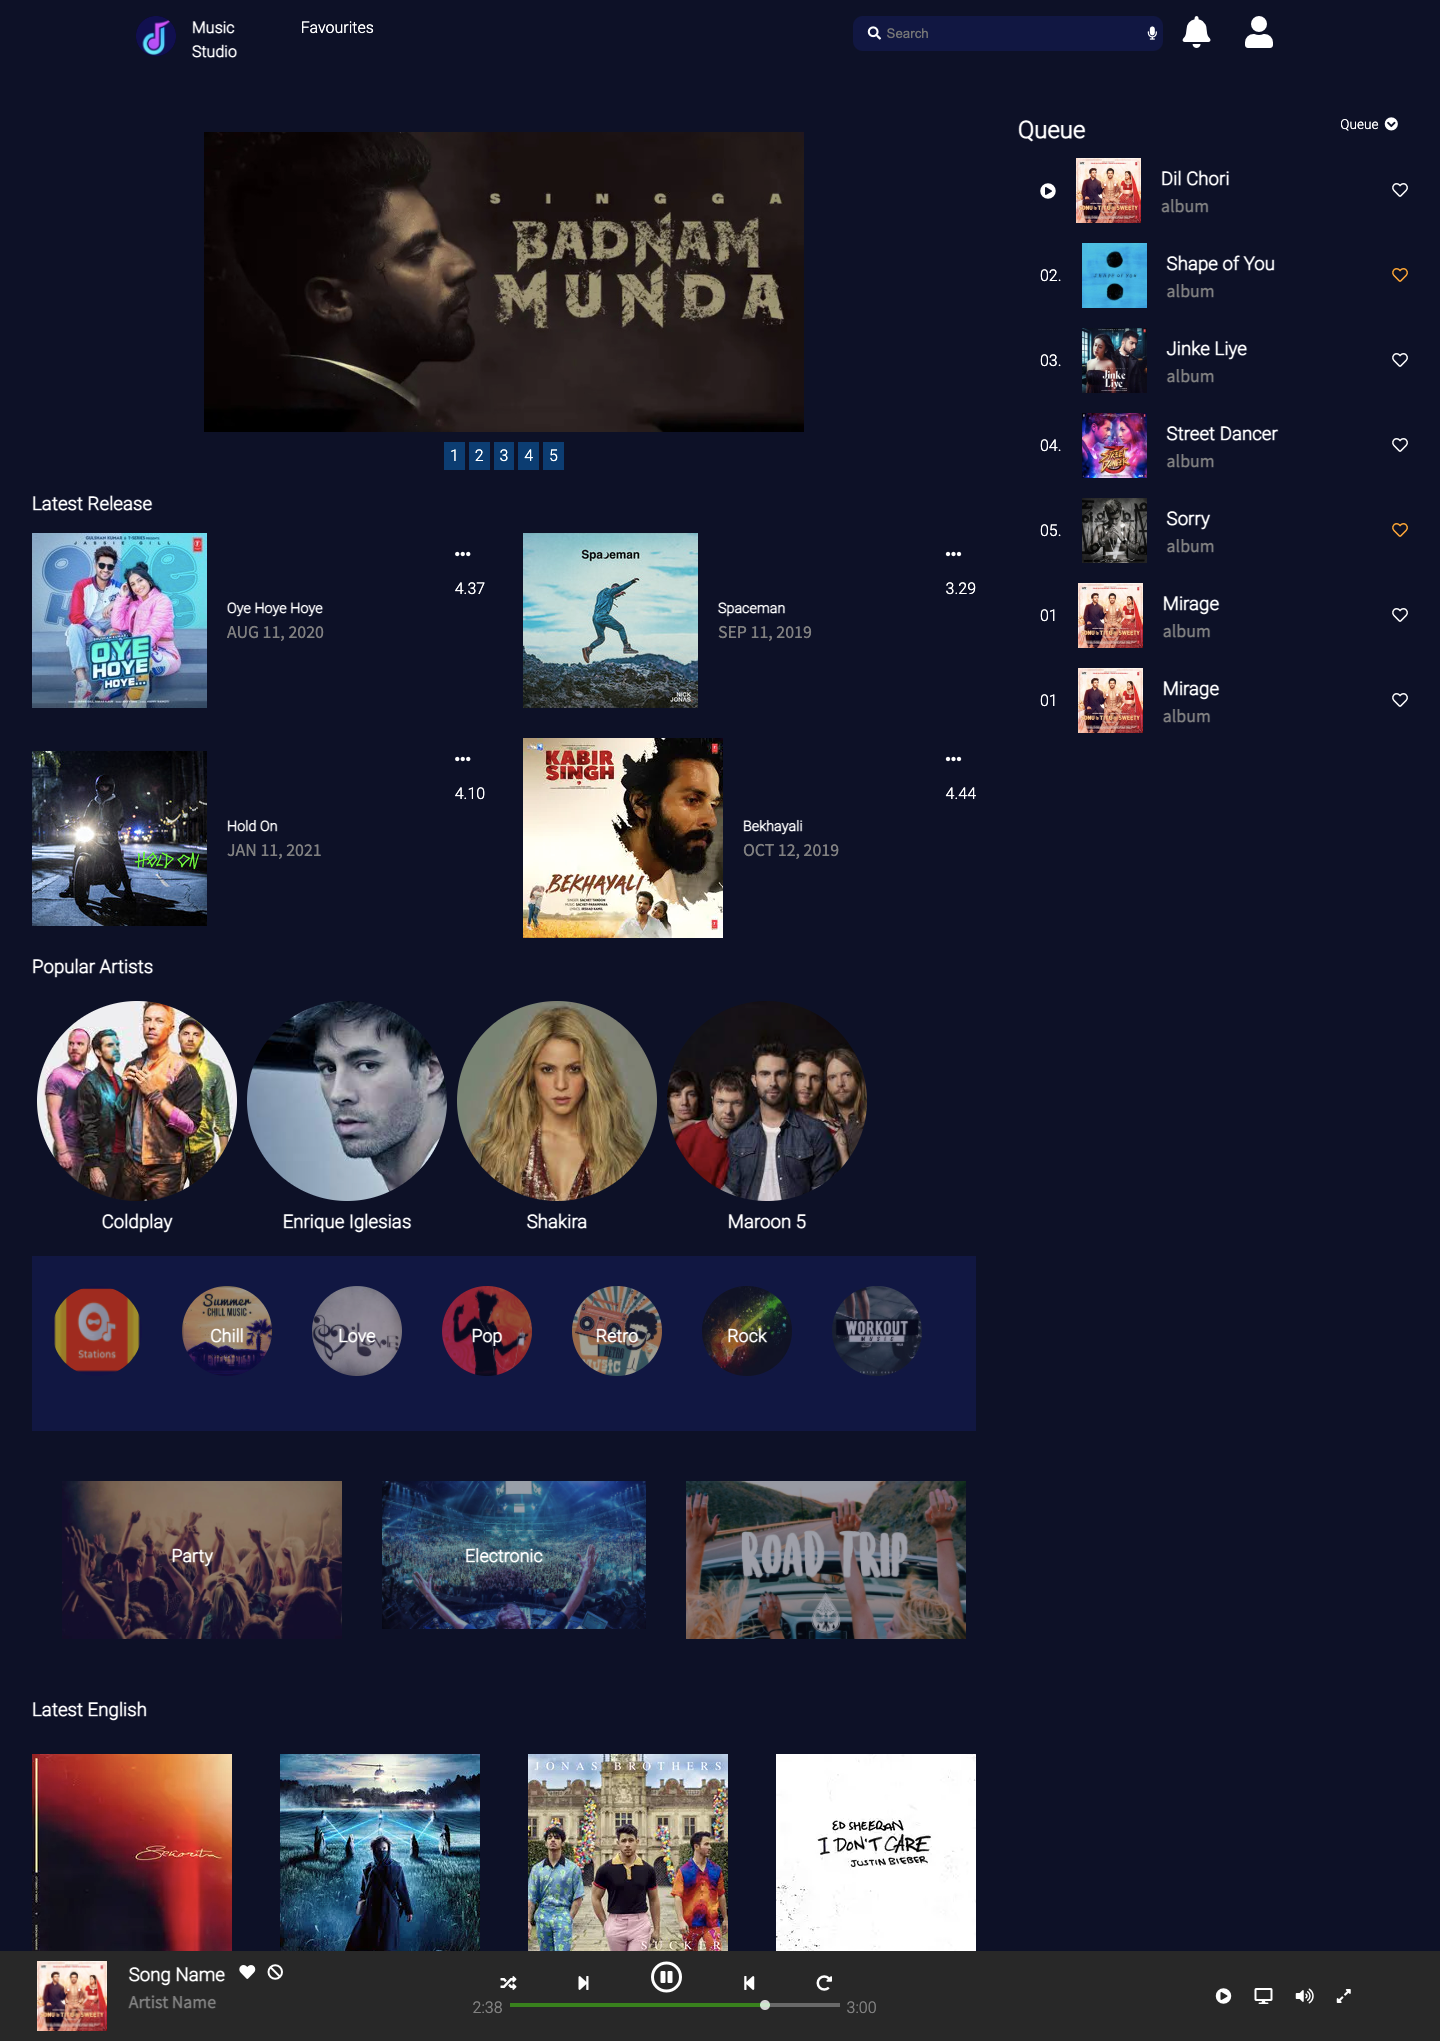 Music
Studio
Favourites
Search
SINGGA
BADNAM
MUNDA
1 2 3 4 5
Queue
Queue
Dil Chori
album
02.
Shape of You
album
03.
Jinke Liye
Jinke
Liye
album
04.
Street Dancer
album
05.
Sorry
album
01
Mirage
album
01
Mirage
album
Latest Release
JASSIE GILL
OYE
HOYE
HOYE...
Oye Hoye Hoye
AUG 11, 2020
4.37
Spaceman
NICK
JONAS
Spaceman
SEP 11, 2019
3.29
HOLD ON
Hold On
JAN 11, 2021
4.10
KABIR
SINGH
BEKHAYALI
Bekhayali
OCT 12, 2019
4.44
Popular Artists
Coldplay
Enrique Iglesias
Shakira
Maroon 5
Stations
Summer
CHILL MUSIC
Chill
Love
Pop
Retro
Rock
WORKOUT
MUSIC
Party
Electronic
ROAD TRIP
Latest English
Señorita
JONAS BROTHERS
SUCKER
ED SHEERAN
I DON'T CARE
JUSTIN BIEBER
Song Name
Artist Name
2:38
3:00